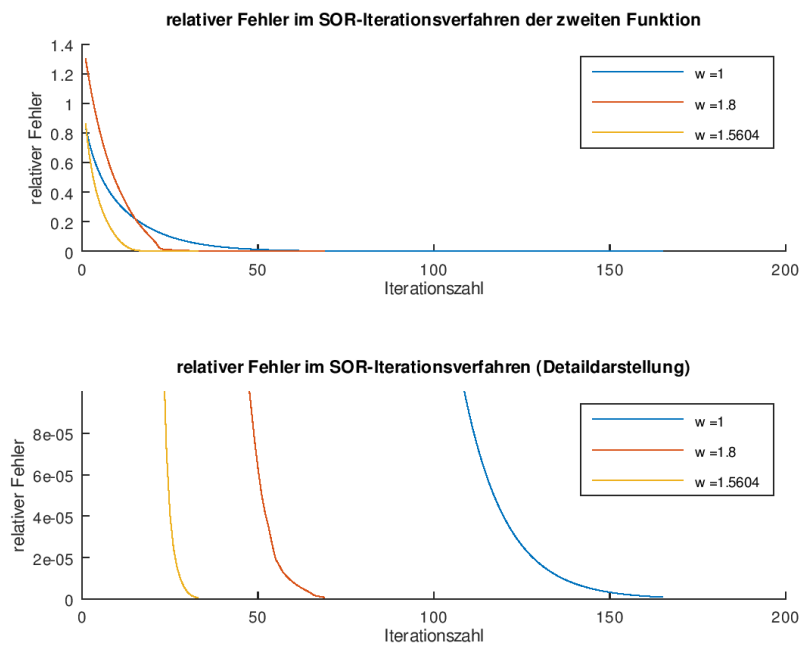 relativer Fehler im SOR-Iterationsverfahren der zweiten Funktion
1.4
1.2
1
0.8
0.6
0.4
0.2
0
relativer Fehler
w =1
w =1.8
w =1.5604
0
50
100
150
200
Iterationszahl
relativer Fehler im SOR-Iterationsverfahren (Detaildarstellung)
8e-05
6e-05
4e-05
2e-05
0
relativer Fehler
w =1
w =1.8
w =1.5604
0
50
100
150
200
Iterationszahl